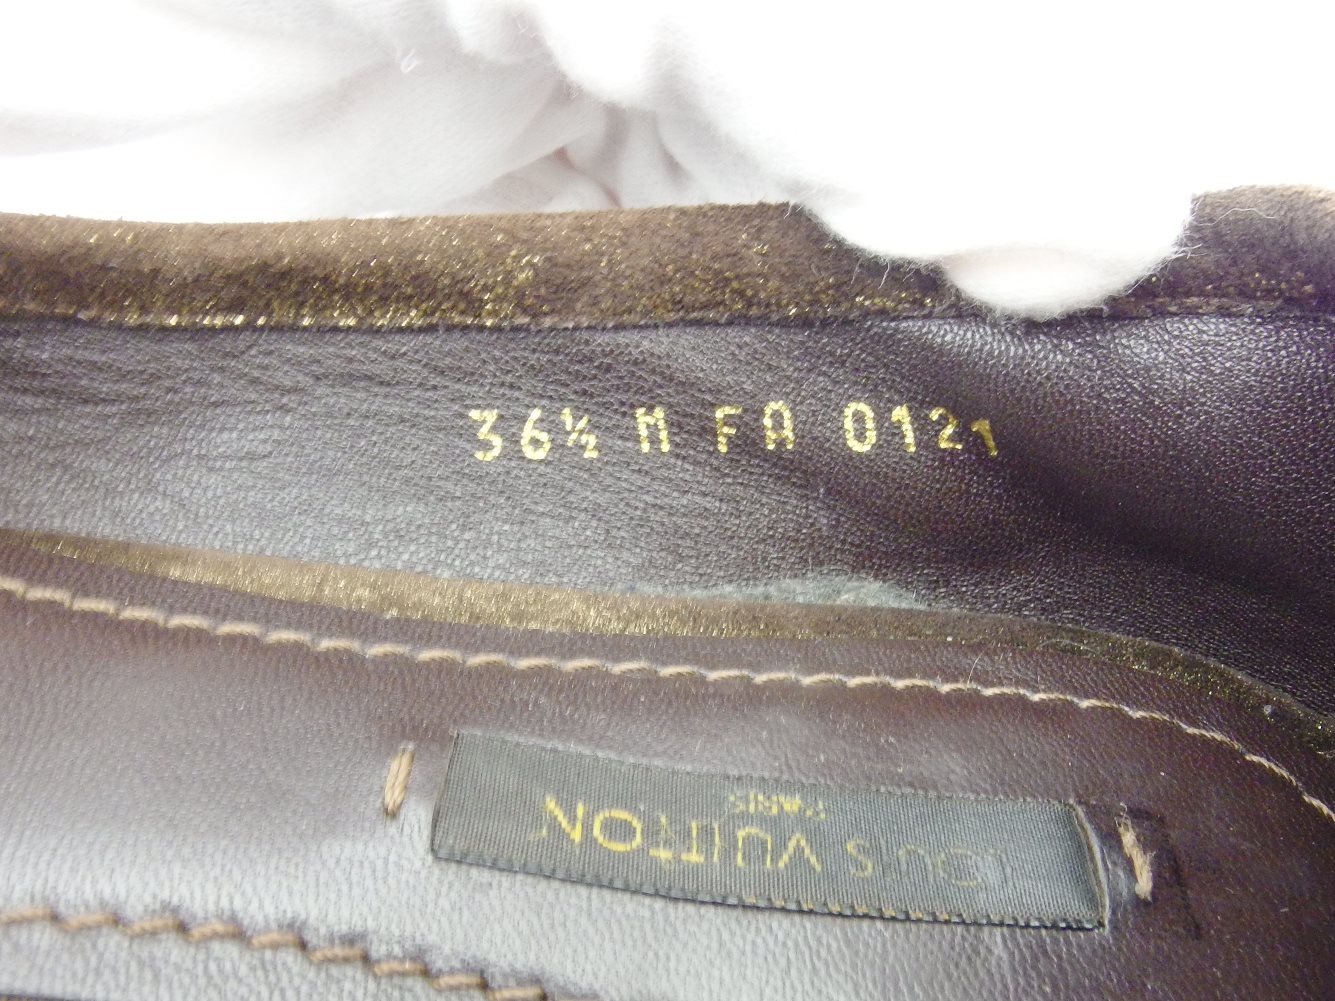 36½ M FA 0121
LOUIS VUITTON
PARIS